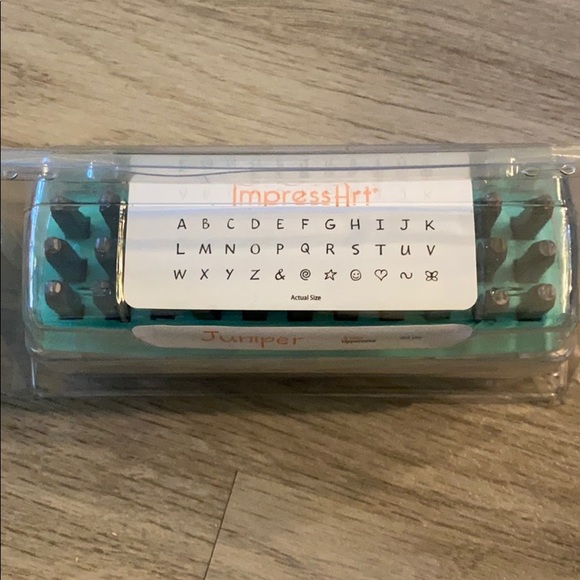 ImpressArt®
A B C D E F G H I J K
L M N O P Q R S T U V
W X Y Z & @ ☆ ☺ ♡ ~
Actual Size
Juniper